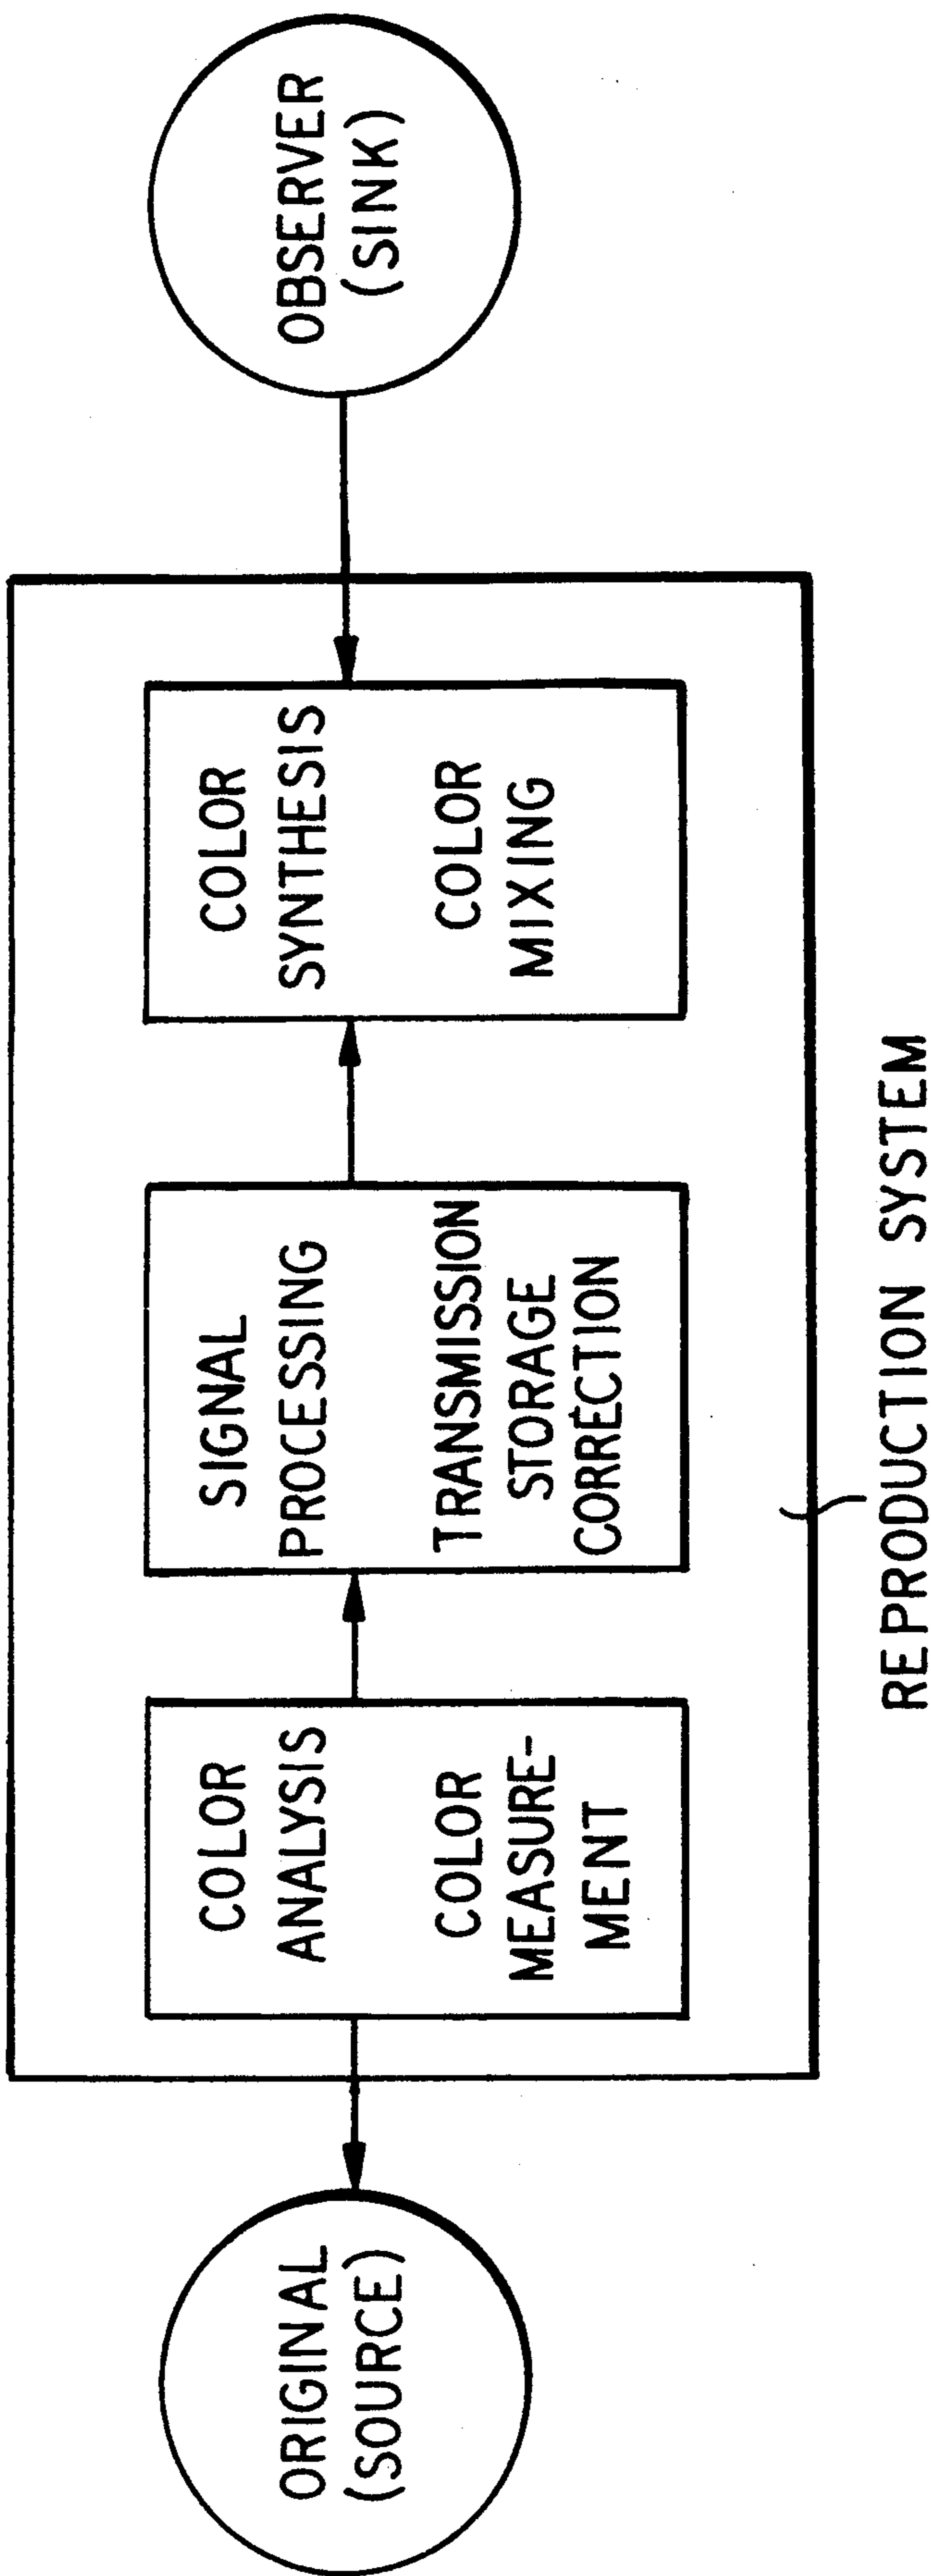 ORIGINAL
(SOURCE)
COLOR
ANALYSIS
COLOR
MEASURE-
MENT
SIGNAL
PROCESSING
TRANSMISSION
STORAGE
CORRECTION
COLOR
SYNTHESIS
COLOR
MIXING
OBSERVER
(SINK)
REPRODUCTION SYSTEM